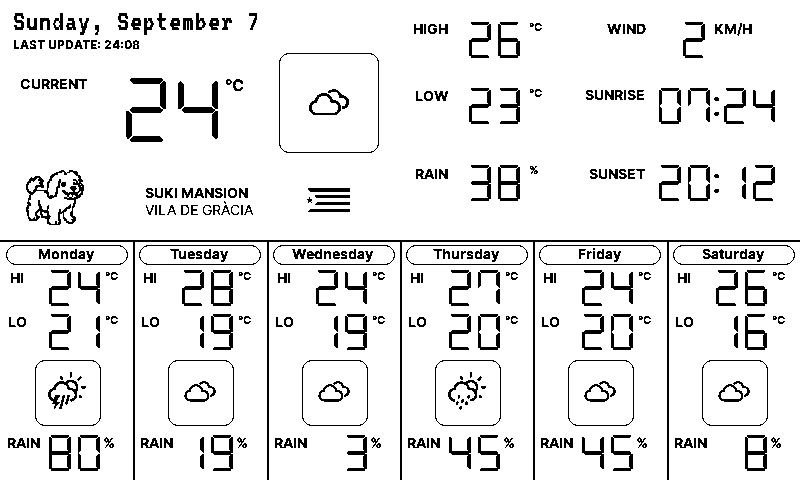 Sunday, September 7
LAST UPDATE: 24:08
CURRENT 24 °C
HIGH 26 °C
WIND 2 KM/H
LOW 23 °C
SUNRISE 07:24
RAIN 38 %
SUNSET 20:12
SUKI MANSION
VILA DE GRÀCIA
Monday
HI 24 °C
LO 21 °C
RAIN 80 %
Tuesday
HI 28 °C
LO 19 °C
RAIN 19 %
Wednesday
HI 24 °C
LO 19 °C
RAIN 3 %
Thursday
HI 27 °C
LO 20 °C
RAIN 45 %
Friday
HI 24 °C
LO 20 °C
RAIN 45 %
Saturday
HI 26 °C
LO 16 °C
RAIN 8 %